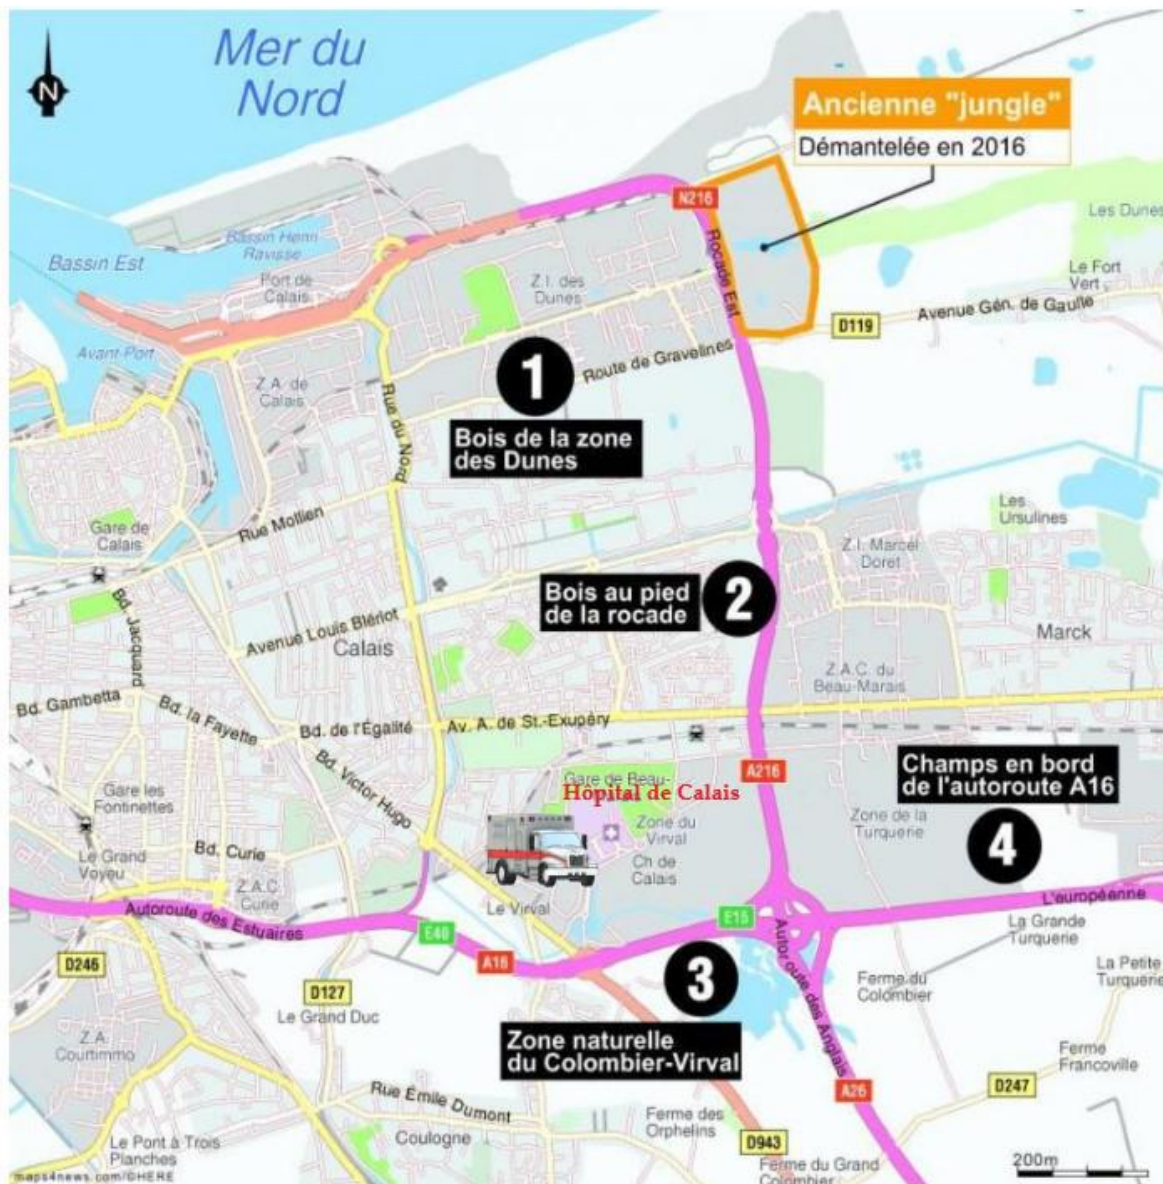 Mer du
Nord
N
Ancienne "jungle"
Démantelée en 2016
N216
Les Dunes
Bassin Henri
Ravisse
Bassin Est
Port de
Calais
Z.I. des
Dunes
Rocade Est
Le Fort
Vert
Avenue Gén. de Gaulle
D119
Avant-Port
Route de Gravelines
1
Z.A. de
Calais
Rue du Nord
Bois de la zone
des Dunes
Les
Ursulines
Gare de
Calais
Rue Mollien
Z.I. Marcel
Doret
Bois au pied
de la rocade
2
Bd. Jacquard
Avenue Louis Blériot
Calais
Marck
Z.A.C. du
Beau-Marais
Bd. Gambetta
Bd. la Fayette
Bd. de l'Égalité
Av. A. de St.-Exupéry
Bd. Victor Hugo
A216
Champs en bord
de l'autoroute A16
Gare de Beau-
Hôpital de Calais
Gare les
Fontinettes
Zone du
Virval
Zone de la
Turquerie
4
Bd. Curie
Le Grand
Voyeu
Ch de
Calais
Z.A.C.
Curie
Le Virval
L'européenne
Autoroute des Estuaires
E15
E40
La Grande
Turquerie
A16
D246
3
Autoroute des Anglais
Ferme du
Colombier
La Petite
Turquerie
D127
Le Grand Duc
Zone naturelle
du Colombier-Virval
Z.A.
Courtimmo
Ferme
Francoville
A26
D247
Rue Émile Dumont
Coulogne
Ferme des
Orphelins
Le Pont à Trois
Planches
D943
Ferme du Grand
Colombier
200m
maps4news.com/©HERE